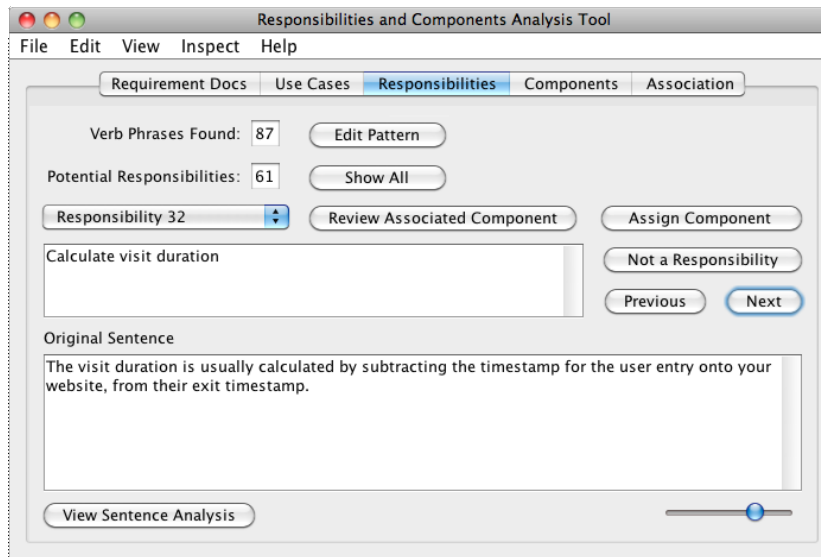 Responsibilities and Components Analysis Tool
File Edit View Inspect Help
Requirement Docs Use Cases Responsibilities Components Association
Verb Phrases Found: 87 Edit Pattern
Potential Responsibilities: 61 Show All
Responsibility 32 Review Associated Component Assign Component
Calculate visit duration
Not a Responsibility
Previous Next
Original Sentence
The visit duration is usually calculated by subtracting the timestamp for the user entry onto your
website, from their exit timestamp.
View Sentence Analysis